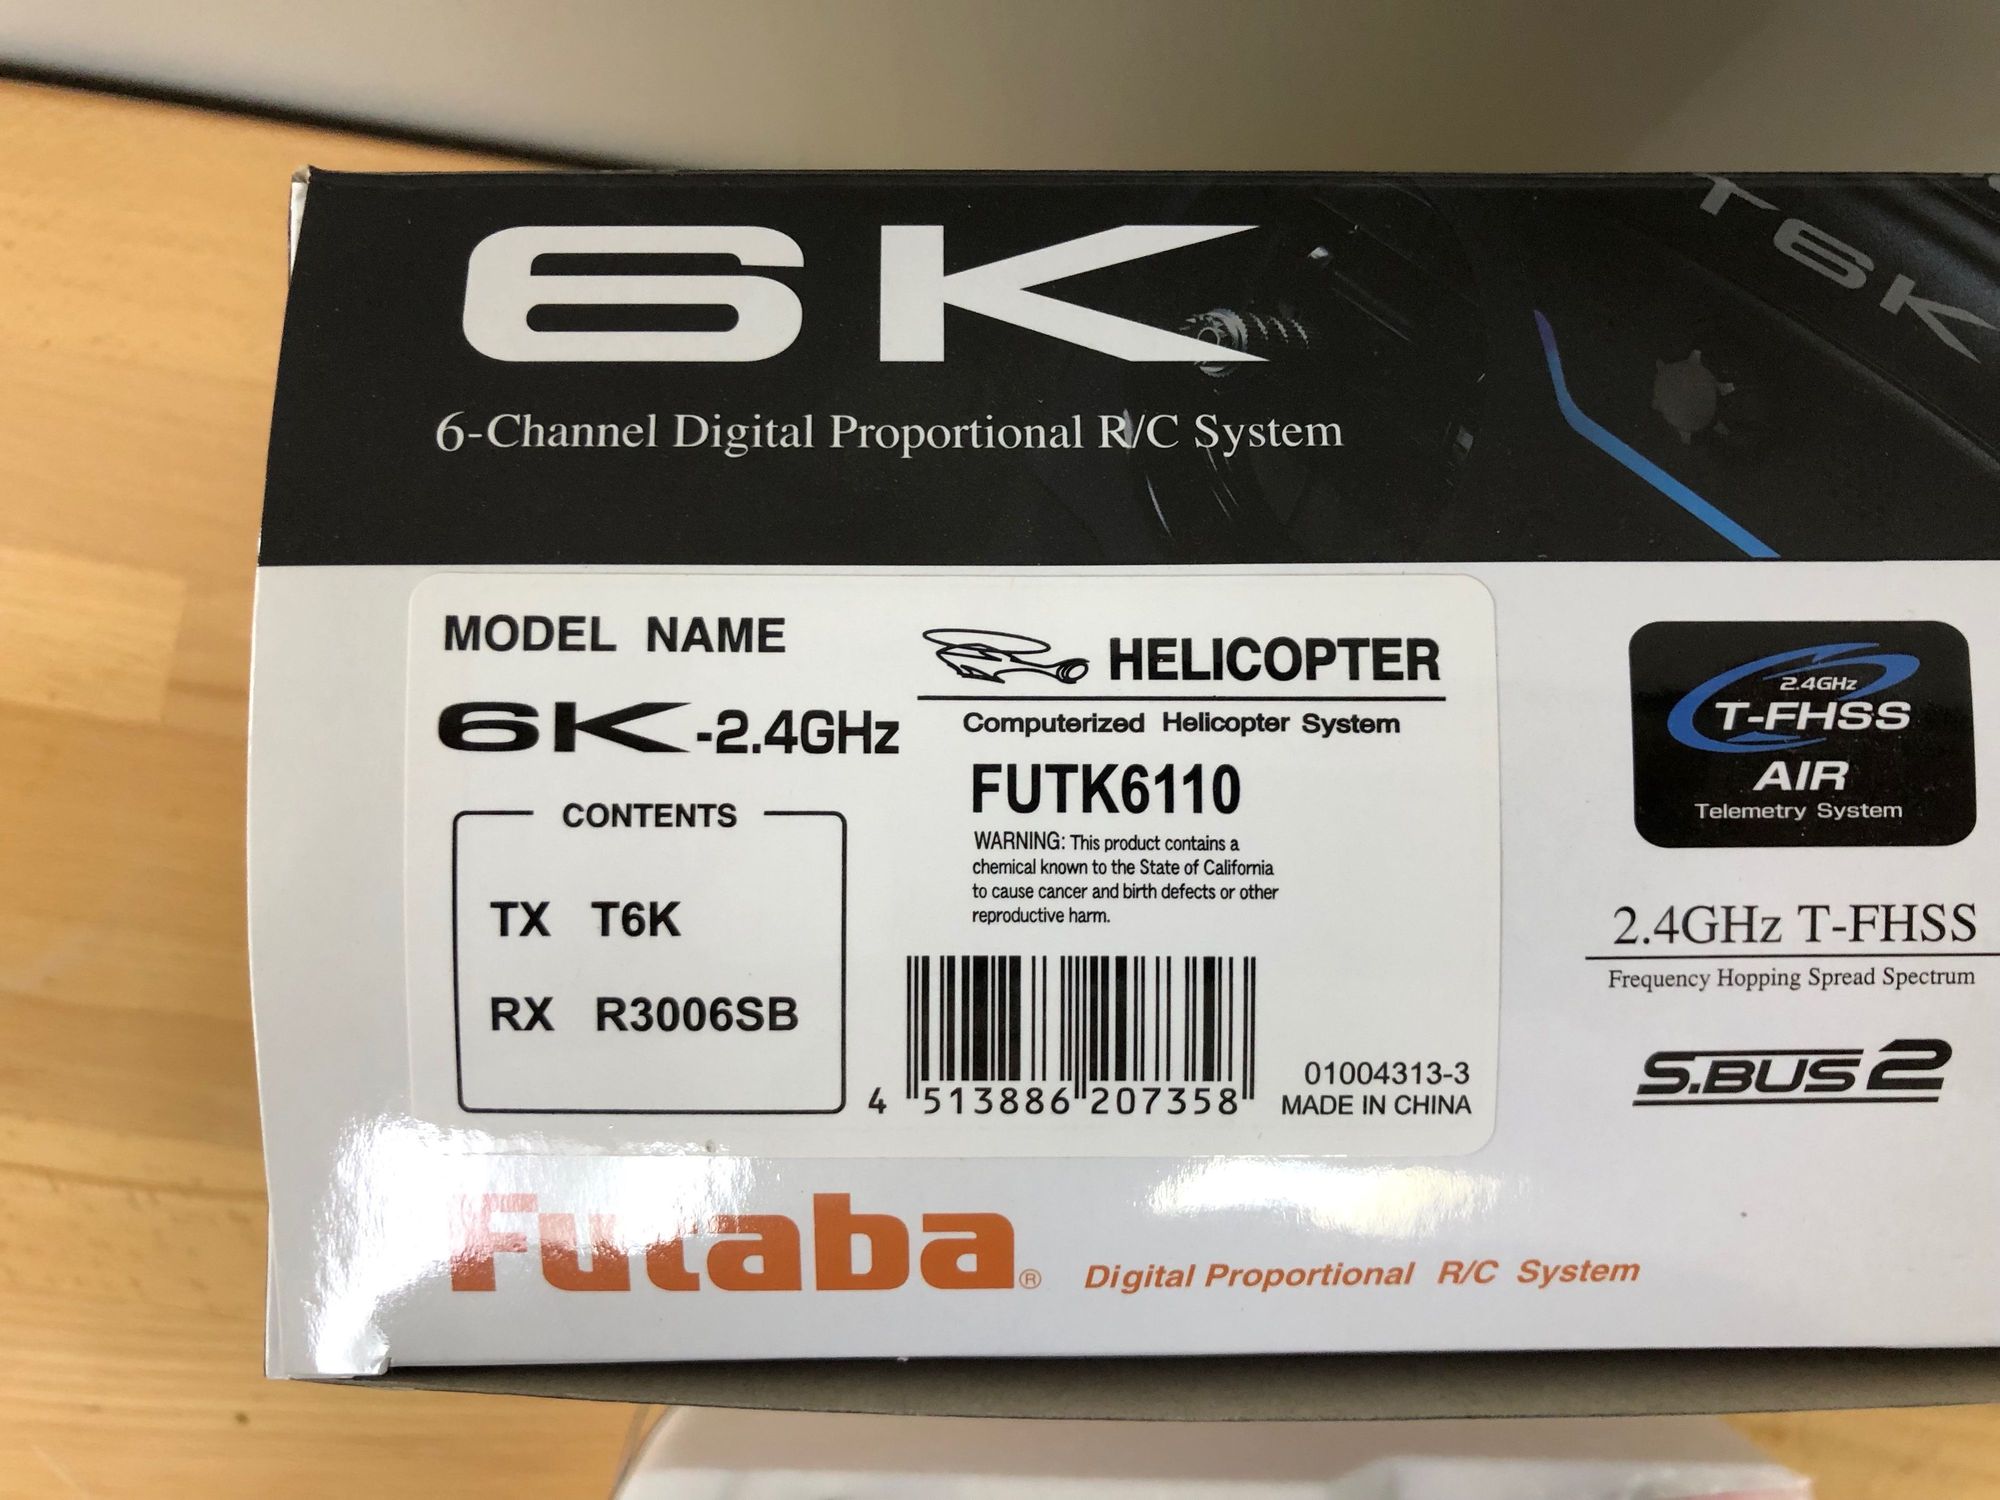 6K
T6K
6-Channel Digital Proportional R/C System
MODEL NAME
6K-2.4GHz
HELICOPTER
Computerized Helicopter System
FUTK6110
WARNING: This product contains a
chemical known to the State of California
to cause cancer and birth defects or other
reproductive harm.
CONTENTS
TX T6K
RX R3006SB
4 513886 207358
01004313-3
MADE IN CHINA
2.4GHz
T-FHSS
AIR
Telemetry System
2.4GHz T-FHSS
Frequency Hopping Spread Spectrum
S.BUS2
Futaba®
Digital Proportional R/C System